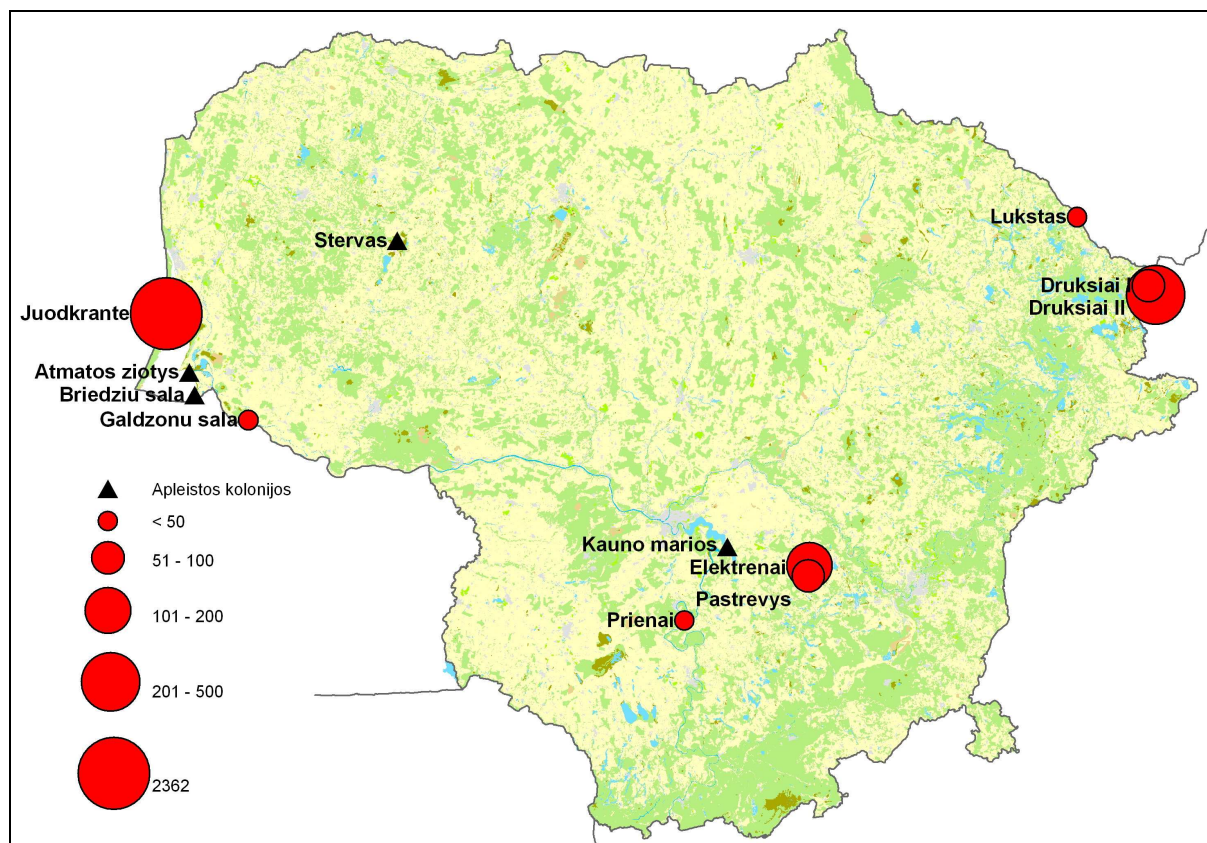 Lukstas
Stervas
Druksiai I
Druksiai II
Juodkrante
Atmatos ziotys
Briedziu sala
Galdzonu sala
Apleistos kolonijos
< 50
51 - 100
101 - 200
201 - 500
2362
Kauno marios
Elektrenai
Pastrevys
Prienai